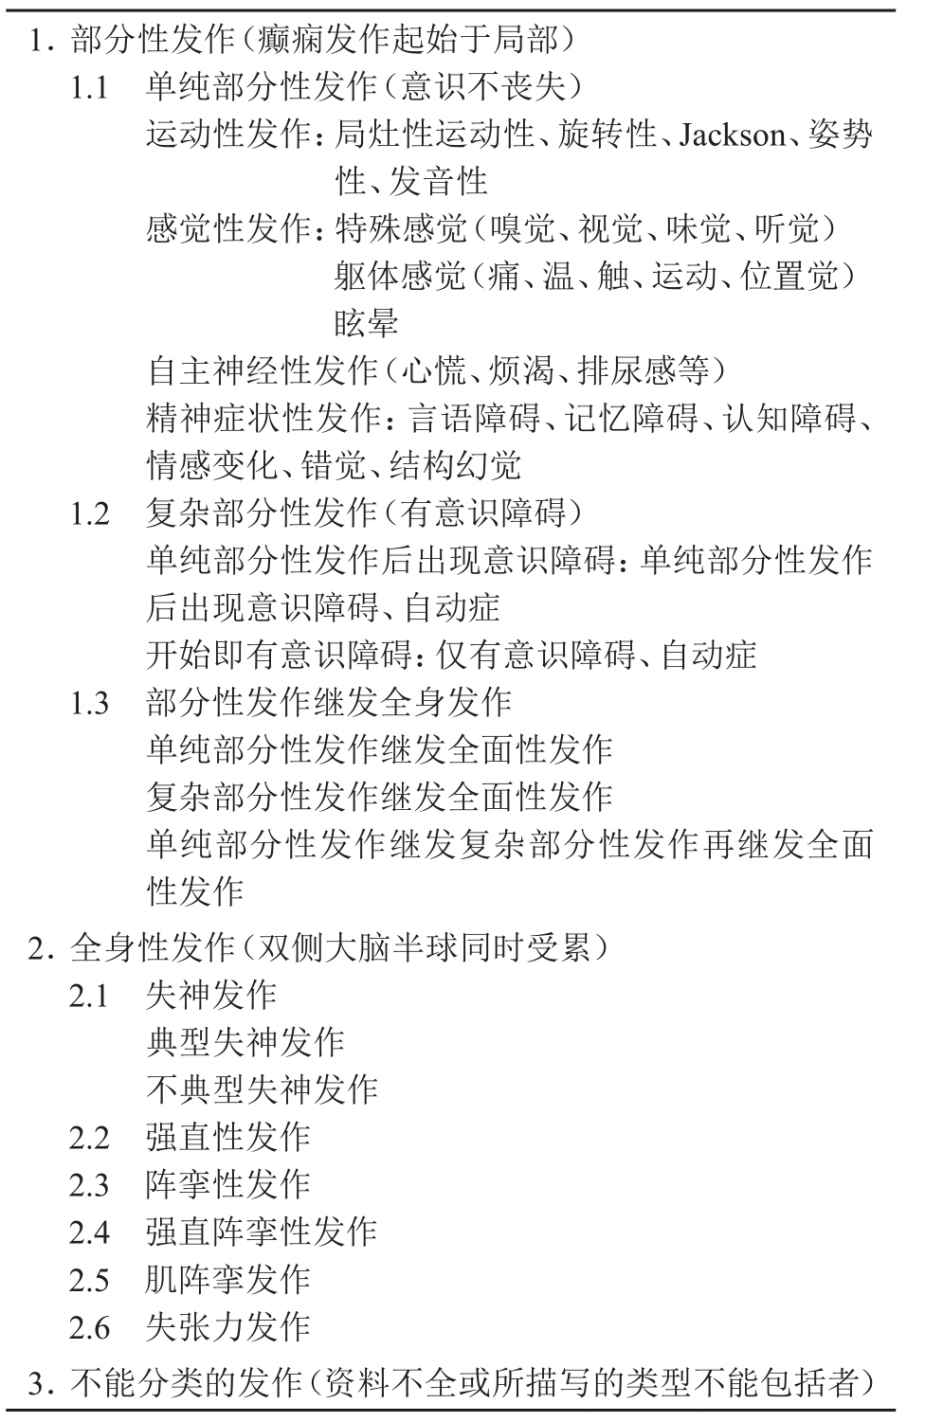 1. 部分性发作(癫痫发作起始于局部)
1.1 单纯部分性发作(意识不丧失)
运动性发作: 局灶性运动性、旋转性、Jackson、姿势
性、发音性
感觉性发作: 特殊感觉(嗅觉、视觉、味觉、听觉)
躯体感觉(痛、温、触、运动、位置觉)
眩晕
自主神经性发作(心慌、烦渴、排尿感等)
精神症状性发作: 言语障碍、记忆障碍、认知障碍、
情感变化、错觉、结构幻觉
1.2 复杂部分性发作(有意识障碍)
单纯部分性发作后出现意识障碍: 单纯部分性发作
后出现意识障碍、自动症
开始即有意识障碍: 仅有意识障碍、自动症
1.3 部分性发作继发全身发作
单纯部分性发作继发全面性发作
复杂部分性发作继发全面性发作
单纯部分性发作继发复杂部分性发作再继发全面
性发作
2. 全身性发作(双侧大脑半球同时受累)
2.1 失神发作
典型失神发作
不典型失神发作
2.2 强直性发作
2.3 阵挛性发作
2.4 强直阵挛性发作
2.5 肌阵挛发作
2.6 失张力发作
3. 不能分类的发作(资料不全或所描写的类型不能包括者)